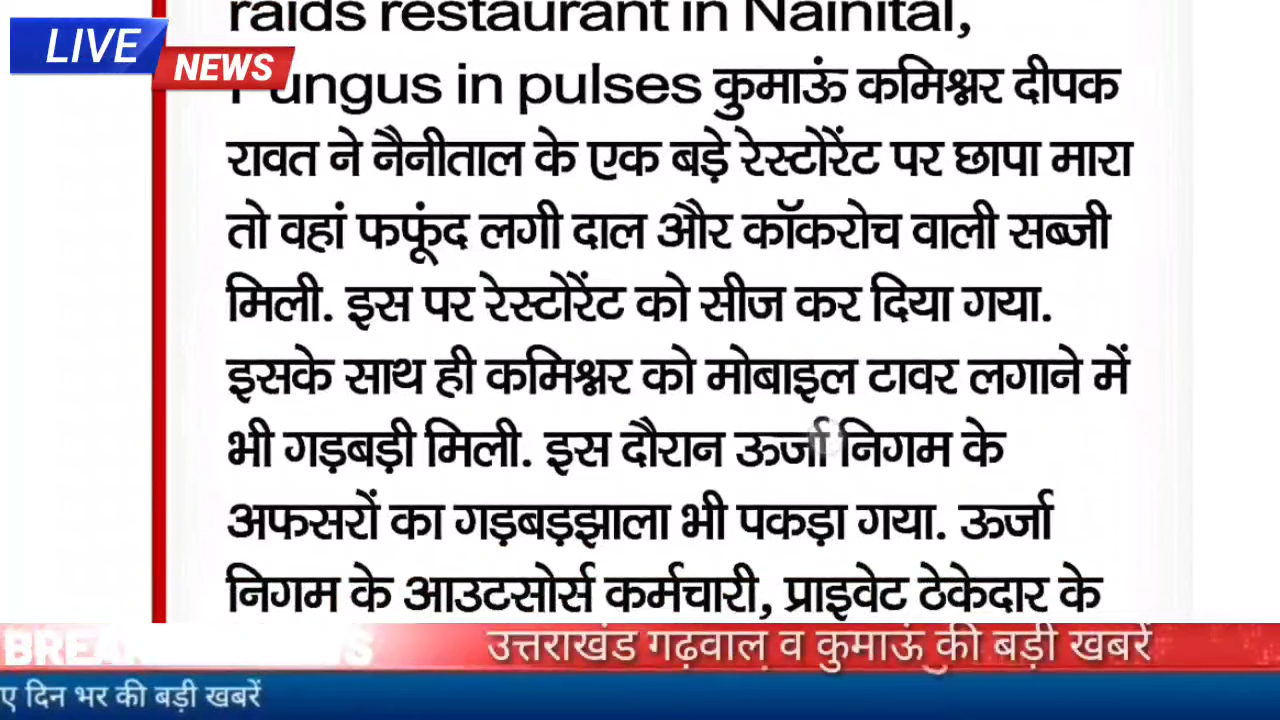 raids restaurant in Nainital,
LIVE
NEWS
Fungus in pulses कुमाऊं कमिश्नर दीपक
रावत ने नैनीताल के एक बड़े रेस्टोरेंट पर छापा मारा
तो वहां फफूंद लगी दाल और कॉकरोच वाली सब्जी
मिली. इस पर रेस्टोरेंट को सीज कर दिया गया.
इसके साथ ही कमिश्नर को मोबाइल टावर लगाने में
भी गड़बड़ी मिली. इस दौरान ऊर्जा निगम के
अफसरों का गड़बड़झाला भी पकड़ा गया. ऊर्जा
निगम के आउटसोर्स कर्मचारी, प्राइवेट ठेकेदार के
उत्तराखंड गढ़वाल व कुमाऊं की बड़ी खबरें
ए दिन भर की बड़ी खबरें